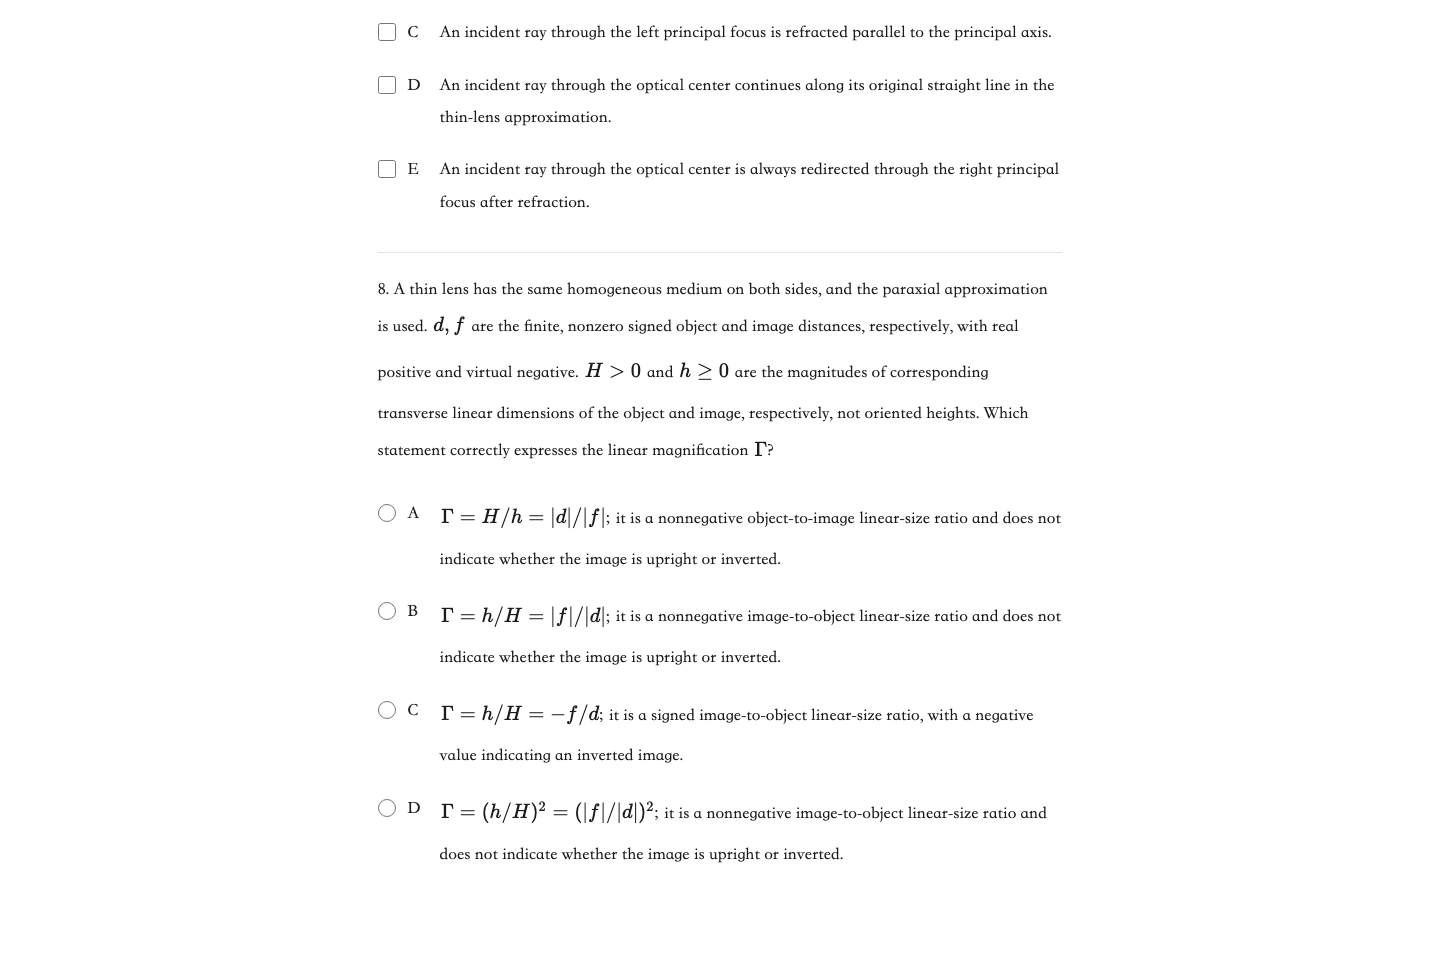 C An incident ray through the left principal focus is refracted parallel to the principal axis.
D An incident ray through the optical center continues along its original straight line in the
thin-lens approximation.
E An incident ray through the optical center is always redirected through the right principal
focus after refraction.
8. A thin lens has the same homogeneous medium on both sides, and the paraxial approximation
is used. d, f are the finite, nonzero signed object and image distances, respectively, with real
positive and virtual negative. H > 0 and h ≥ 0 are the magnitudes of corresponding
transverse linear dimensions of the object and image, respectively, not oriented heights. Which
statement correctly expresses the linear magnification Γ?
A Γ = H/h = |d|/|f|; it is a nonnegative object-to-image linear-size ratio and does not
indicate whether the image is upright or inverted.
B Γ = h/H = |f|/|d|; it is a nonnegative image-to-object linear-size ratio and does not
indicate whether the image is upright or inverted.
C Γ = h/H = −f/d; it is a signed image-to-object linear-size ratio, with a negative
value indicating an inverted image.
D Γ = (h/H)² = (|f|/|d|)²; it is a nonnegative image-to-object linear-size ratio and
does not indicate whether the image is upright or inverted.